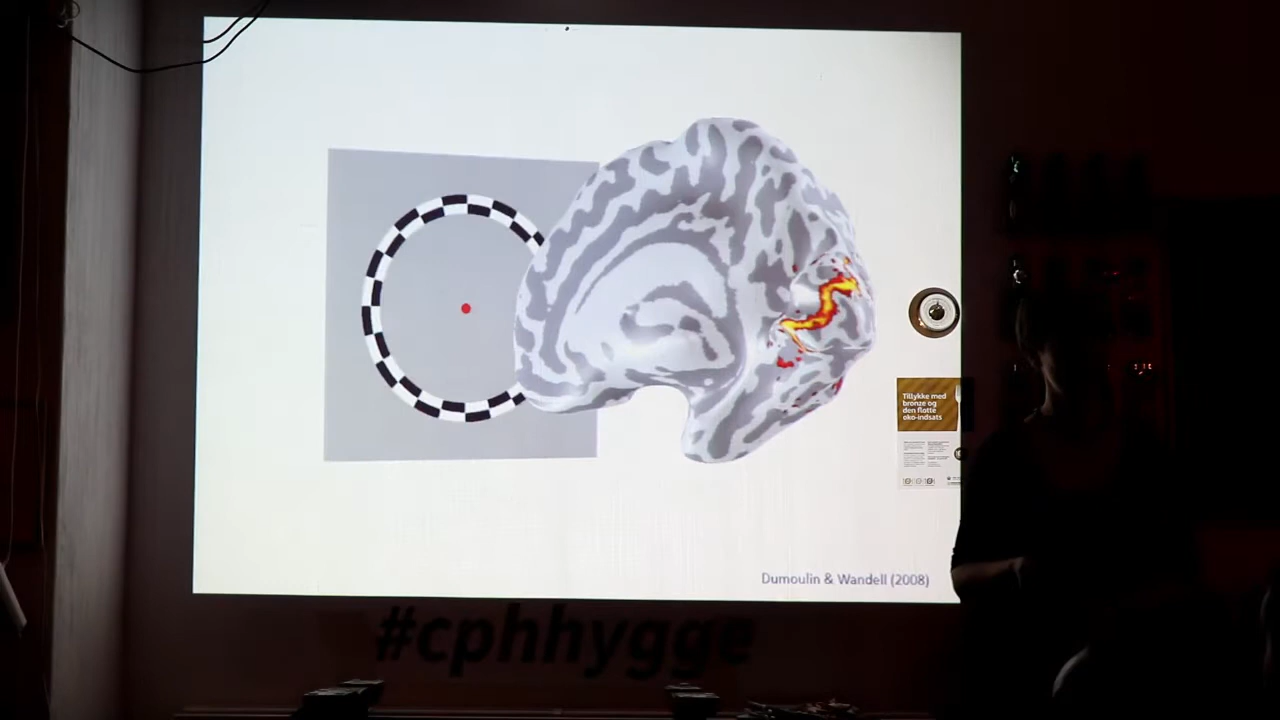 Tillykke med
bronze og
den flotte
øko-indsats
Dumoulin & Wandell (2008)
#cphhygge